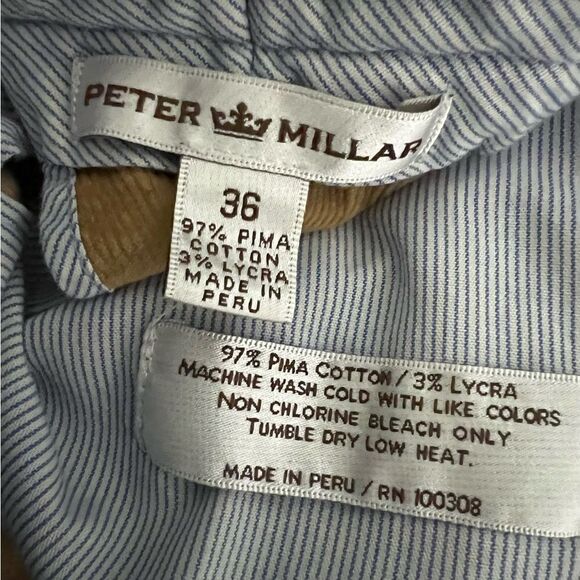 PETER MILLAR
36
97% PIMA
COTTON
3% LYCRA
MADE IN
PERU
97% PIMA COTTON / 3% LYCRA
MACHINE WASH COLD WITH LIKE COLORS
NON CHLORINE BLEACH ONLY
TUMBLE DRY LOW HEAT.
MADE IN PERU / RN 100308